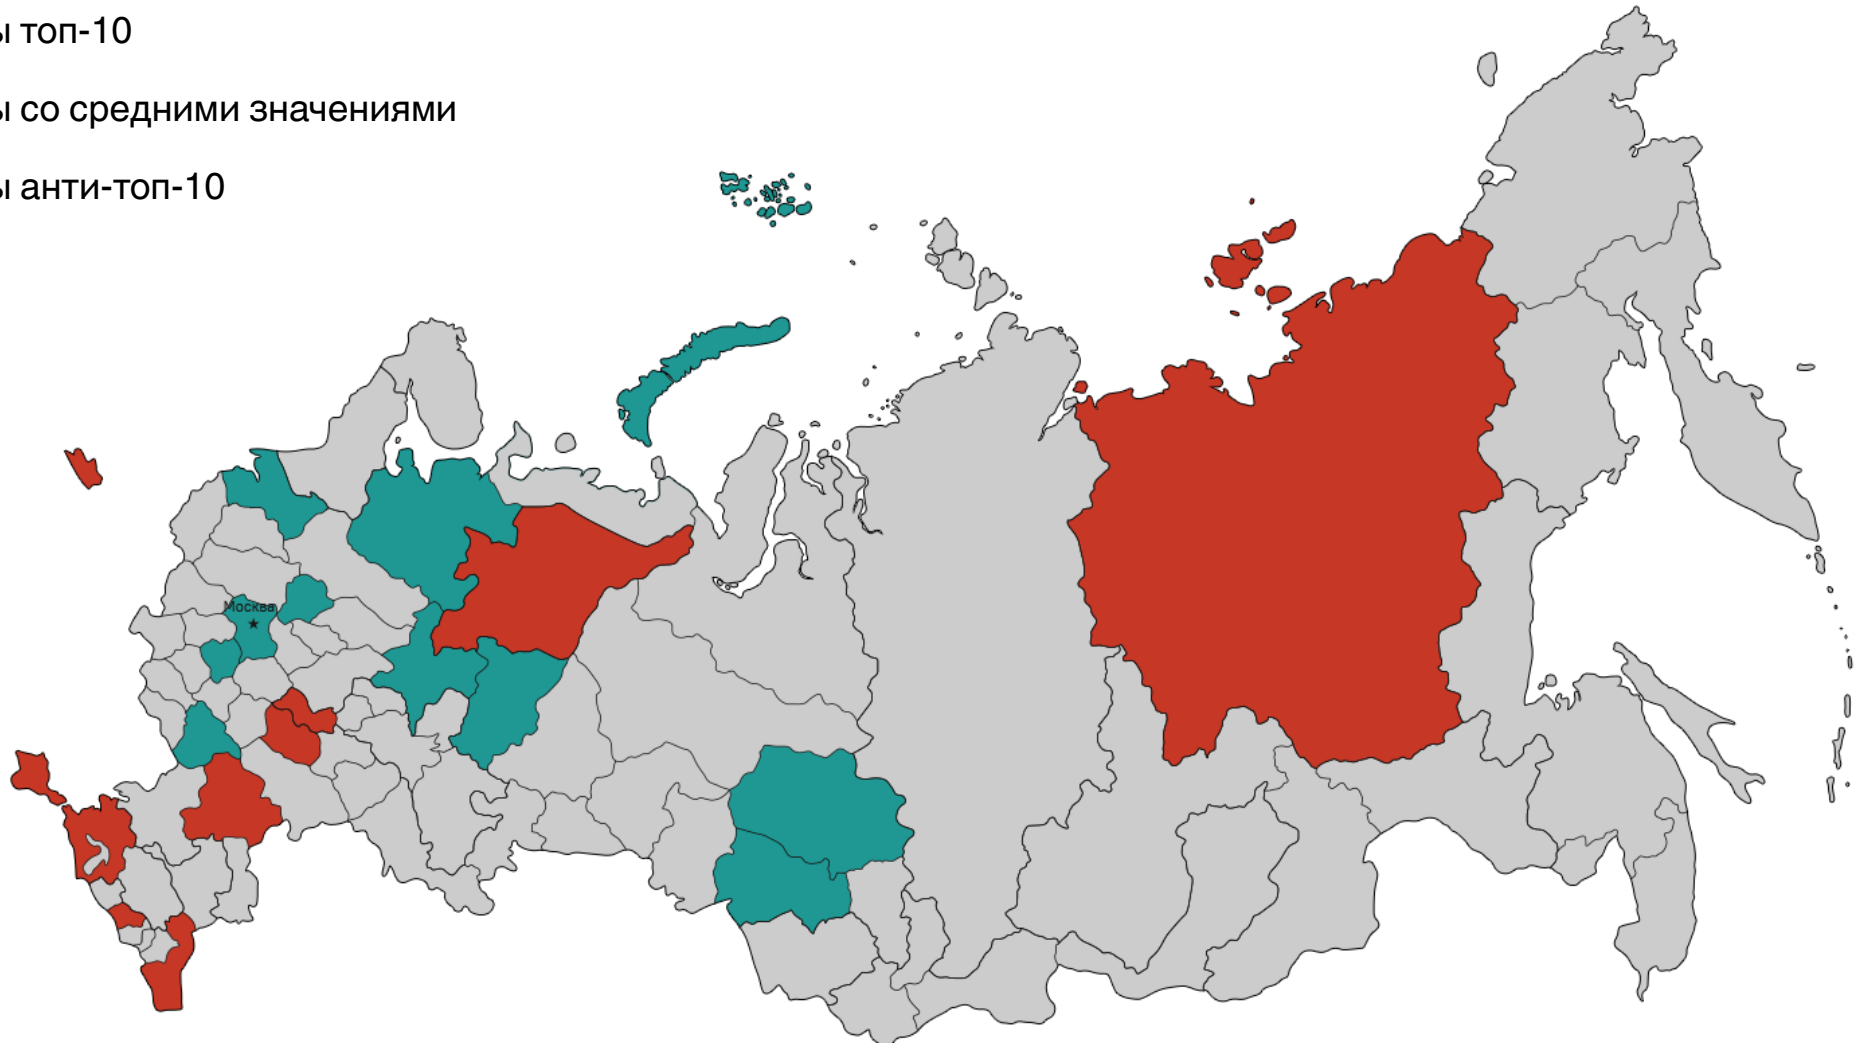 ы топ-10
ы со средними значениями
ы анти-топ-10
Москва